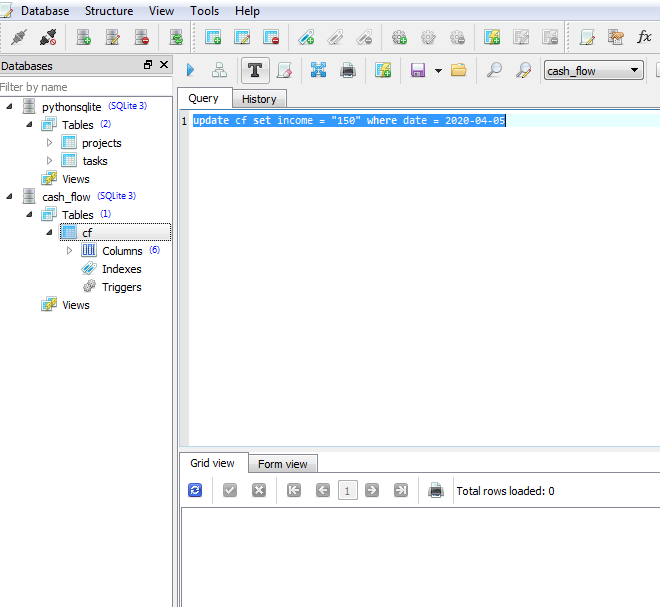 Database Structure View Tools Help
Databases
Filter by name
cash_flow
Query History
pythonsqlite (SQLite 3)
Tables (2)
projects
tasks
Views
cash_flow (SQLite 3)
Tables (1)
cf
Columns (6)
Indexes
Triggers
Views
1 update cf set income = "150" where date = 2020-04-05
Grid view Form view
1 Total rows loaded: 0